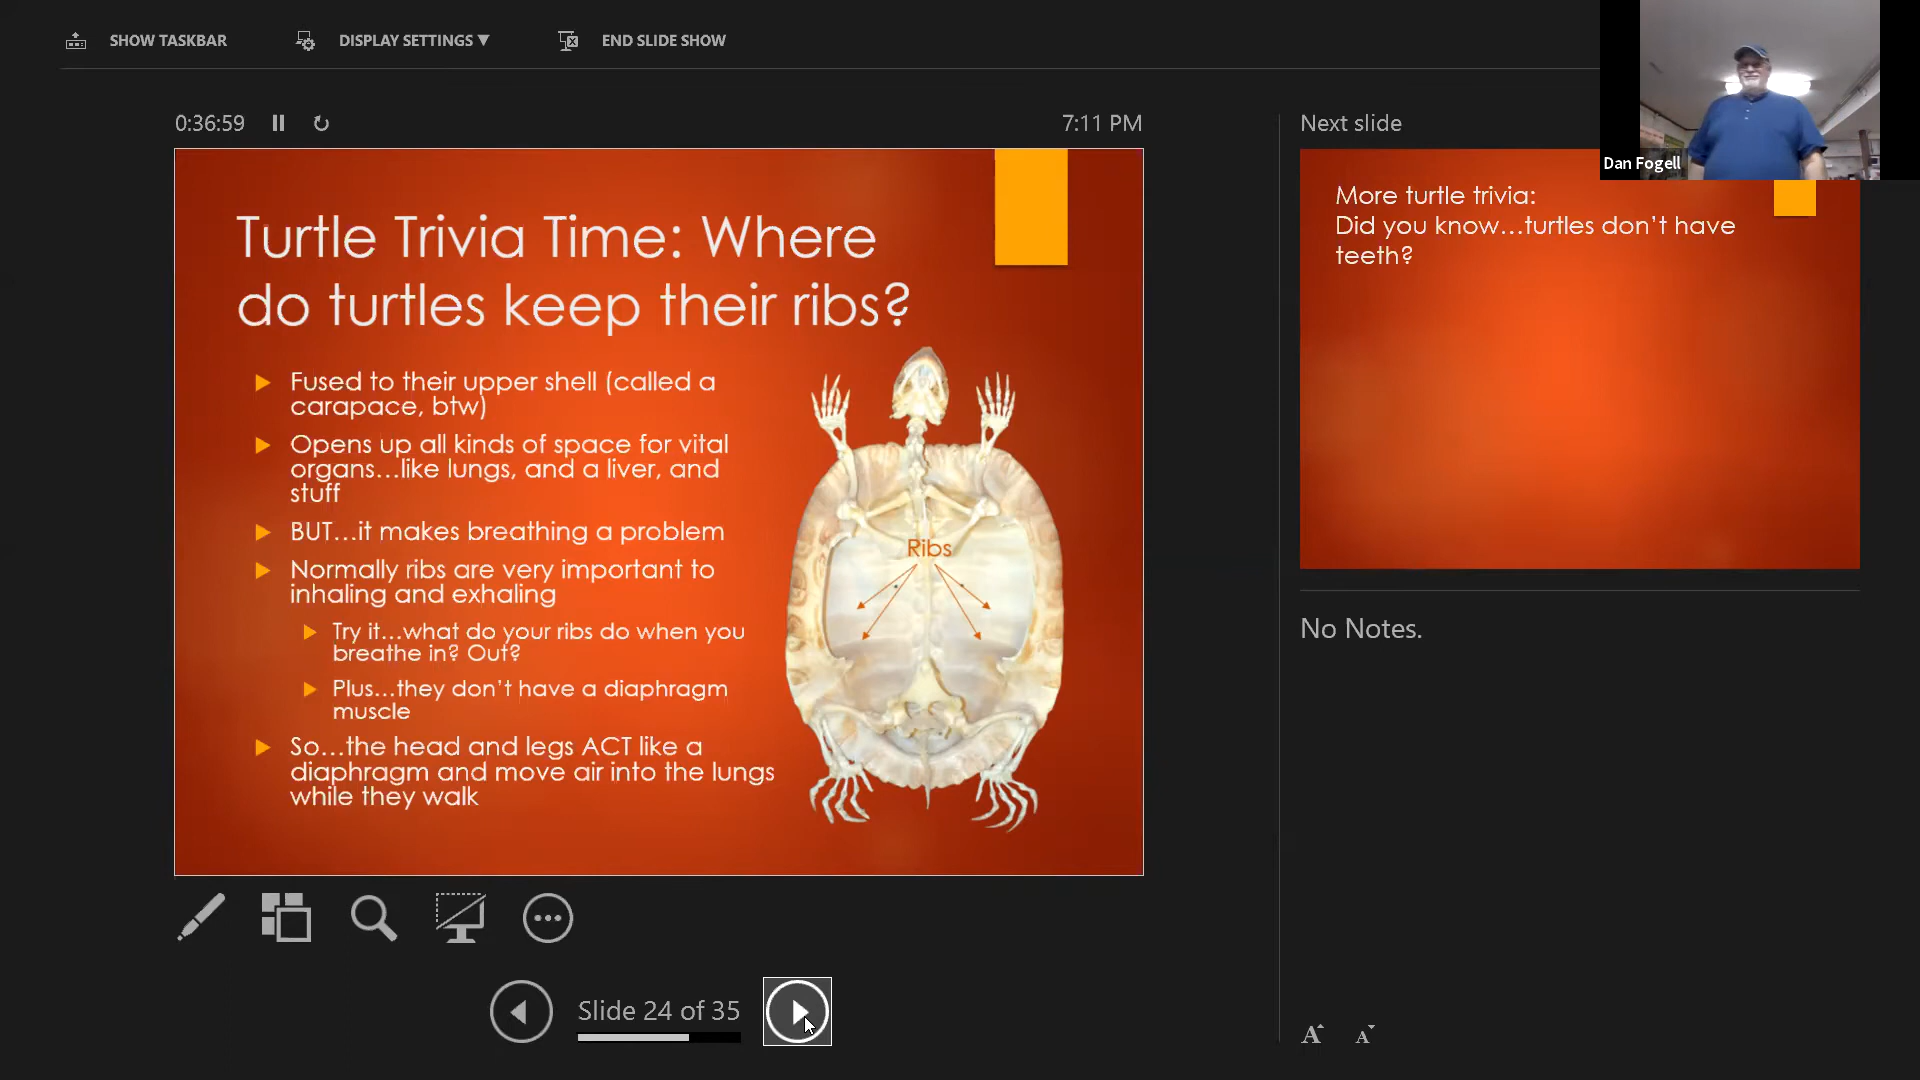 SHOW TASKBAR
DISPLAY SETTINGS ▼
END SLIDE SHOW
0:36:59
7:11 PM
Turtle Trivia Time: Where
do turtles keep their ribs?
Fused to their upper shell (called a
carapace, btw)
Opens up all kinds of space for vital
organs…like lungs, and a liver, and
stuff
BUT…it makes breathing a problem
Normally ribs are very important to
inhaling and exhaling
Try it…what do your ribs do when you
breathe in? Out?
Plus…they don't have a diaphragm
muscle
So…the head and legs ACT like a
diaphragm and move air into the lungs
while they walk
Ribs
Slide 24 of 35
Next slide
Dan Fogell
More turtle trivia:
Did you know…turtles don't have
teeth?
No Notes.
A A